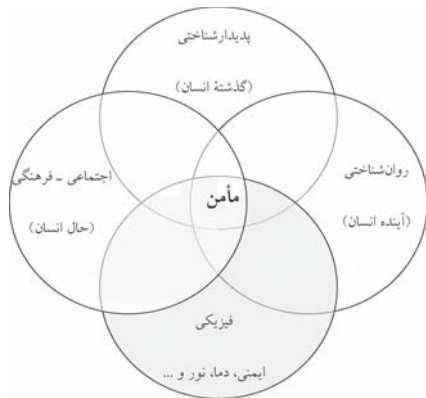 پدیدارشناختی
(گذشتهٔ انسان)
روان‌شناختی
(آینده انسان)
اجتماعی ـ فرهنگی
(حال انسان)
مأمن
فیزیکی
ایمنی، دما، نور و ...